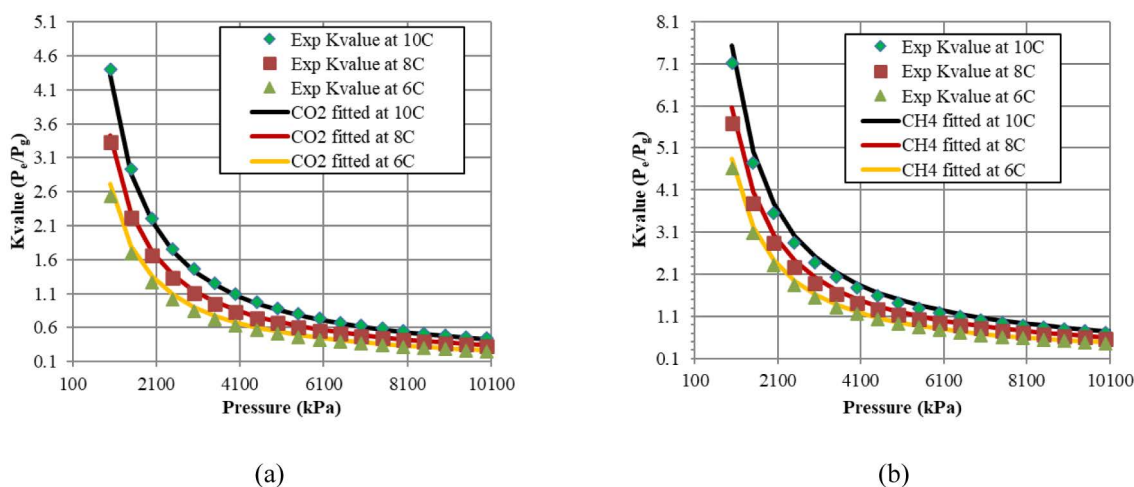 5.1
4.6
4.1
3.6
3.1
2.6
2.1
1.6
1.1
0.6
0.1
Kvalue (Pe/Pg)
Exp Kvalue at 10C
Exp Kvalue at 8C
Exp Kvalue at 6C
CO2 fitted at 10C
CO2 fitted at 8C
CO2 fitted at 6C
100 2100 4100 6100 8100 10100
Pressure (kPa)
(a)
8.1
7.1
6.1
5.1
4.1
3.1
2.1
1.1
0.1
Kvalue (Pe/Pg)
Exp Kvalue at 10C
Exp KValue at 8C
Exp Kvalue at 6C
CH4 fitted at 10C
CH4 fitted at 8C
CH4 fitted at 6C
100 2100 4100 6100 8100 10100
Pressure (kPa)
(b)